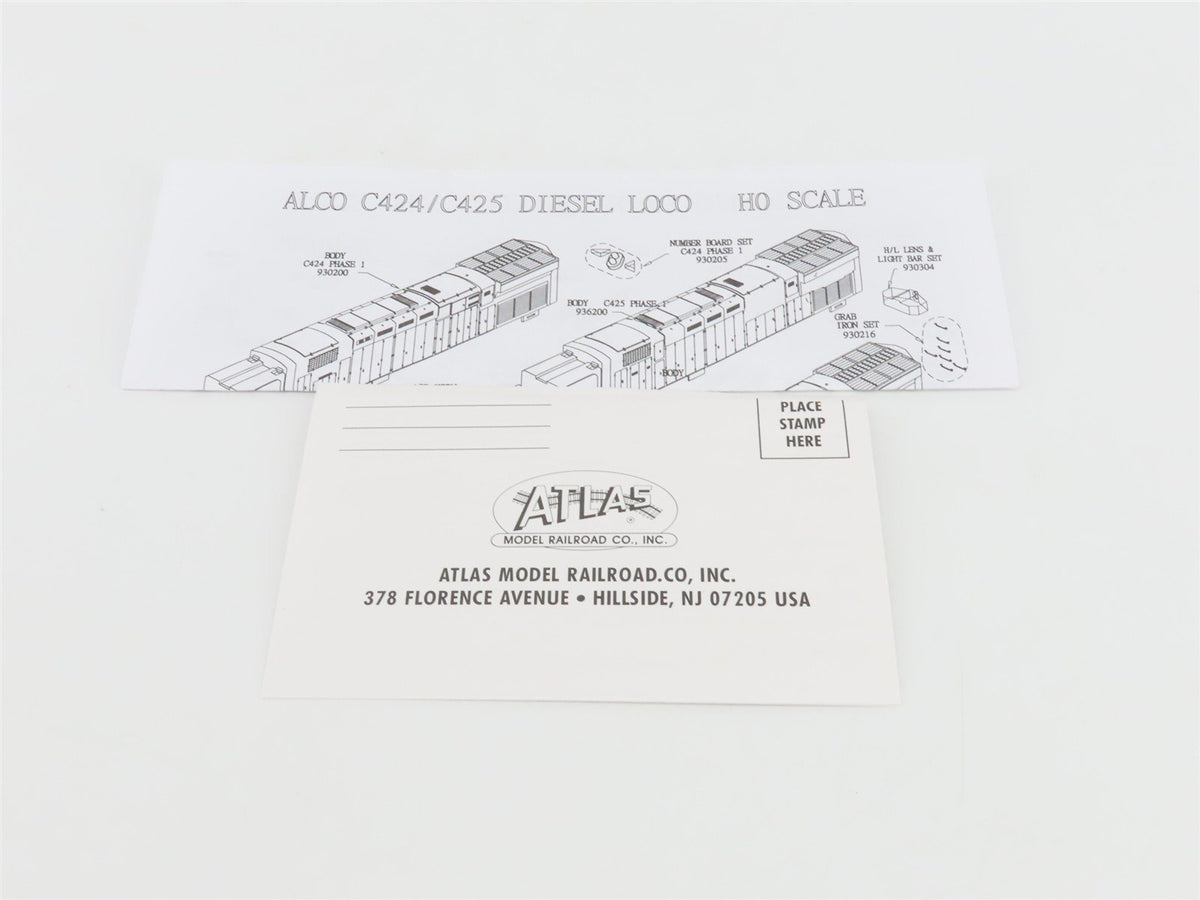 ALCO C424/C425 DIESEL LOCO HO SCALE
BODY
C424 PHASE 1
930200
NUMBER BOARD SET
C424 PHASE 1
930205
H/L LENS &
LIGHT BAR SET
930304
BODY C425 PHASE 1
936200
GRAB
IRON SET
930216
BODY
PLACE
STAMP
HERE
ATLAS
®
MODEL RAILROAD CO., INC.
ATLAS MODEL RAILROAD.CO, INC.
378 FLORENCE AVENUE • HILLSIDE, NJ 07205 USA